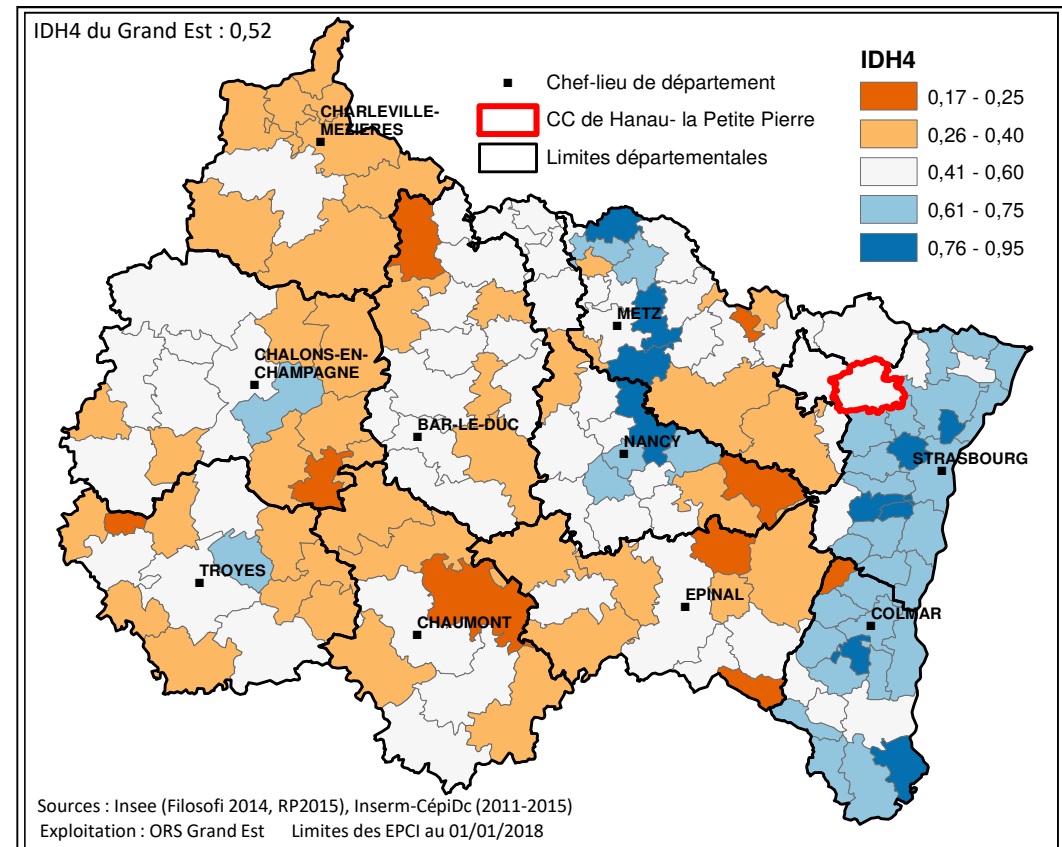 IDH4 du Grand Est : 0,52
IDH4
Chef-lieu de département
CC de Hanau- la Petite Pierre
Limites départementales
0,17 - 0,25
0,26 - 0,40
0,41 - 0,60
0,61 - 0,75
0,76 - 0,95
CHARLEVILLE-
MEZIERES
METZ
CHALONS-EN-
CHAMPAGNE
BAR-LE-DUC
NANCY
STRASBOURG
TROYES
EPINAL
CHAUMONT
COLMAR
Sources : Insee (Filosofi 2014, RP2015), Inserm-CépiDc (2011-2015)
Exploitation : ORS Grand Est Limites des EPCI au 01/01/2018